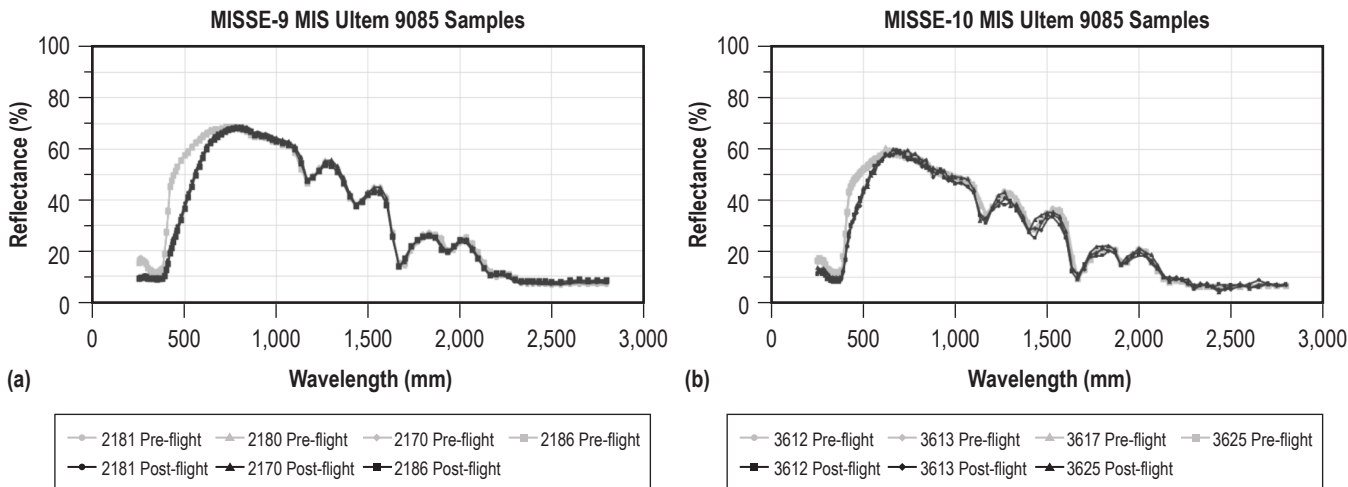 MISSE-9 MIS Ultem 9085 Samples
100
80
60
40
20
0
Reflectance (%)
0 500 1,000 1,500 2,000 2,500 3,000
Wavelength (mm)
(a)
2181 Pre-flight 2180 Pre-flight 2170 Pre-flight 2186 Pre-flight
2181 Post-flight 2170 Post-flight 2186 Post-flight
MISSE-10 MIS Ultem 9085 Samples
100
80
60
40
20
0
Reflectance (%)
0 500 1,000 1,500 2,000 2,500 3,000
Wavelength (mm)
(b)
3612 Pre-flight 3613 Pre-flight 3617 Pre-flight 3625 Pre-flight
3612 Post-flight 3613 Post-flight 3625 Post-flight